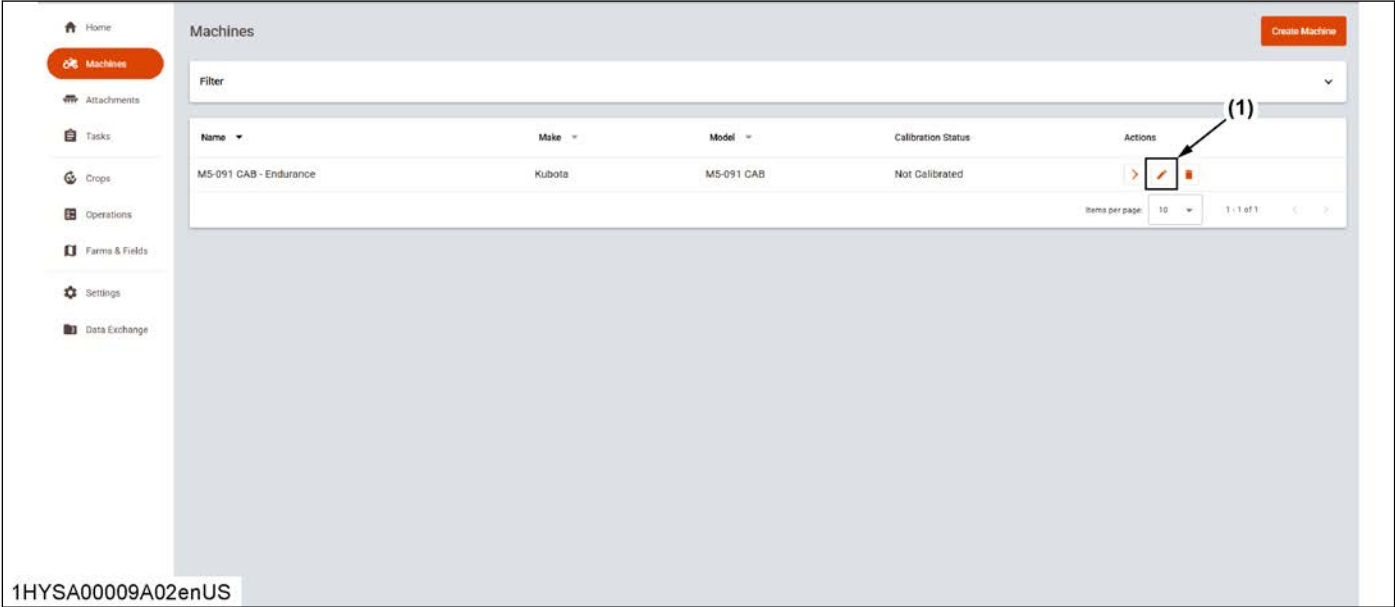 Home
Machines
Create Machine
Machines
Filter
Attachments
(1)
Tasks
Name Make Model Calibration Status Actions
Crops
M5-091 CAB - Endurance Kubota M5-091 CAB Not Calibrated
Operations
Items per page: 10 1 - 1 of 1
Farms & Fields
Settings
Data Exchange
1HYSA00009A02enUS